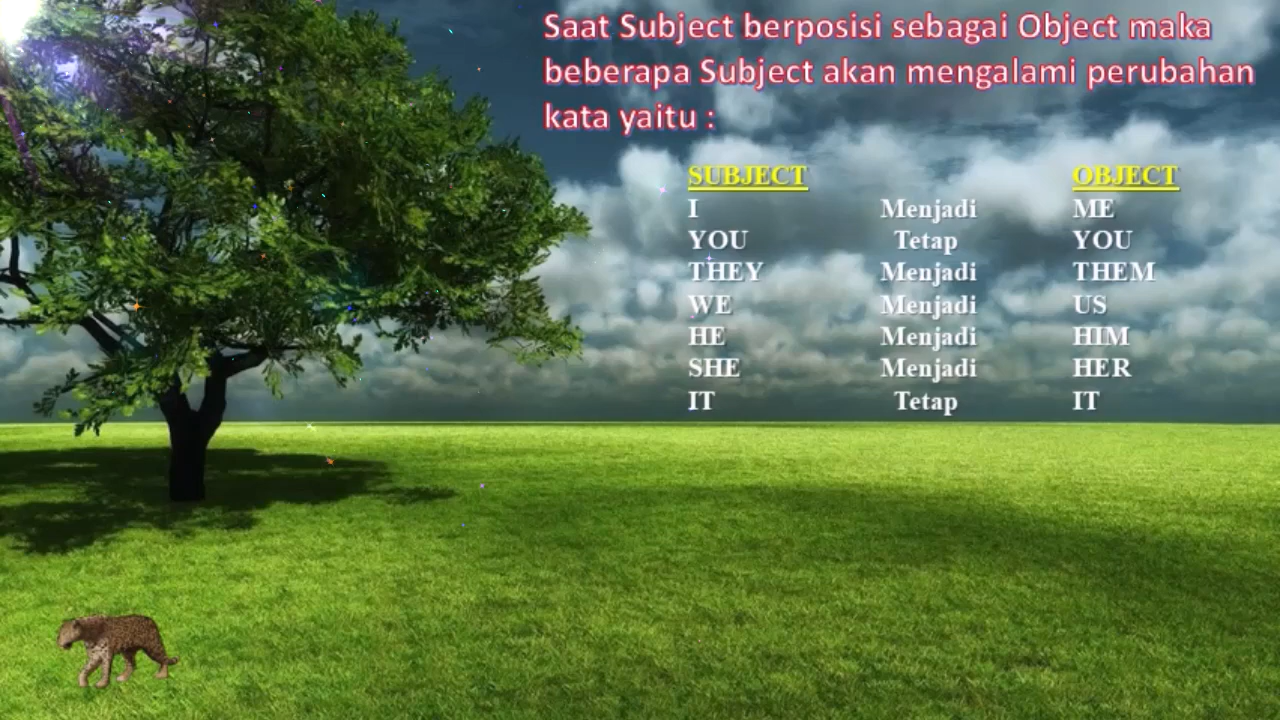 Saat Subject berposisi sebagai Object maka
beberapa Subject akan mengalami perubahan
kata yaitu :
SUBJECT OBJECT
I Menjadi ME
YOU Tetap YOU
THEY Menjadi THEM
WE Menjadi US
HE Menjadi HIM
SHE Menjadi HER
IT Tetap IT